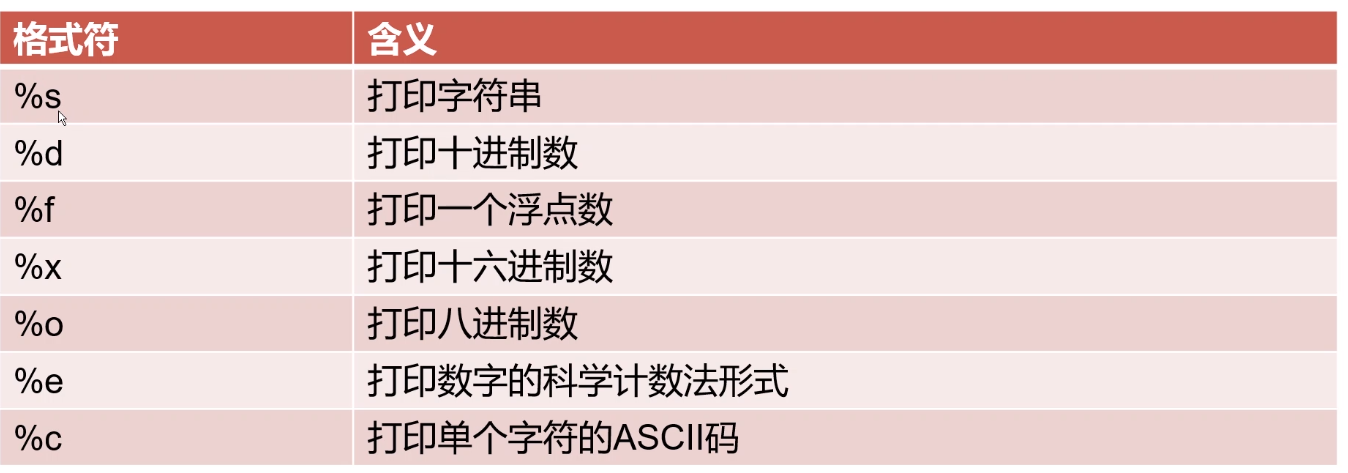 格式符 含义
%s 打印字符串
%d 打印十进制数
%f 打印一个浮点数
%x 打印十六进制数
%o 打印八进制数
%e 打印数字的科学计数法形式
%c 打印单个字符的ASCII码